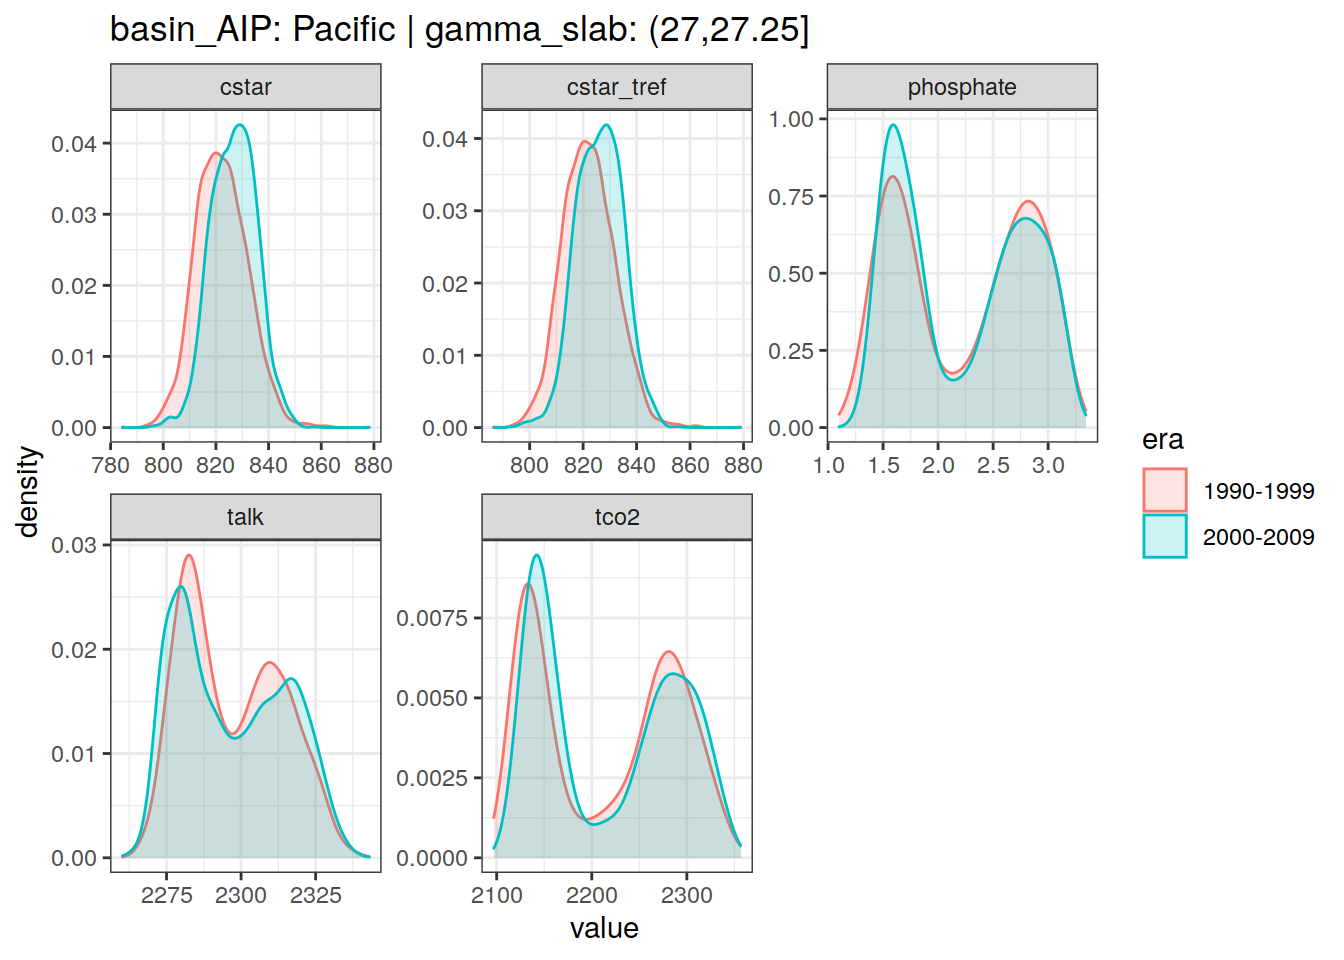 basin_AIP: Pacific | gamma_slab: (27,27.25]
cstar
cstar_tref
phosphate
0.04
0.03
0.02
0.01
0.00
780 800 820 840 860 880
0.04
0.03
0.02
0.01
0.00
800 820 840 860 880
1.00
0.75
0.50
0.25
0.00
1.0 1.5 2.0 2.5 3.0
talk
tco2
0.03
0.02
0.01
0.00
2275 2300 2325
0.0075
0.0050
0.0025
0.0000
2100 2200 2300
density
value
era
1990-1999
2000-2009